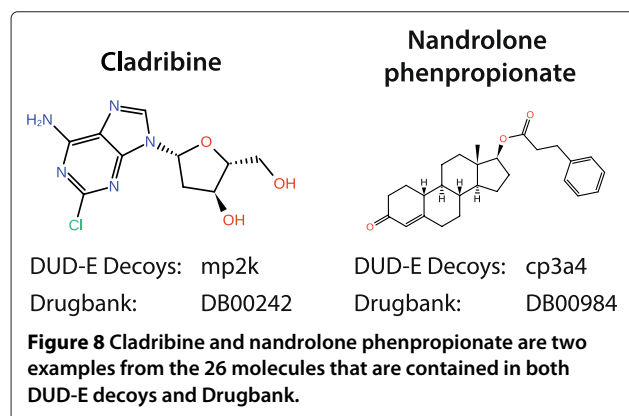 Cladribine
Nandrolone
phenpropionate
H₂N
N
N
N
N
Cl
O
OH
OH
O
O
O
H
H
H
H
DUD-E Decoys: mp2k
Drugbank: DB00242
DUD-E Decoys: cp3a4
Drugbank: DB00984
Figure 8 Cladribine and nandrolone phenpropionate are two
examples from the 26 molecules that are contained in both
DUD-E decoys and Drugbank.